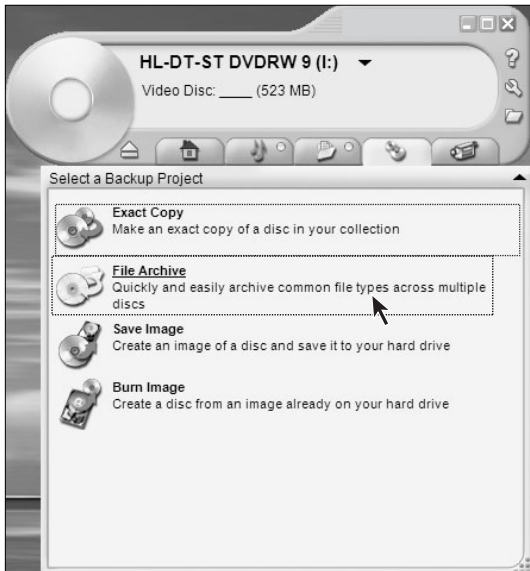 HL-DT-ST DVDRW 9 (I:)
Video Disc: ____ (523 MB)
Select a Backup Project
Exact Copy
Make an exact copy of a disc in your collection
File Archive
Quickly and easily archive common file types across multiple
discs
Save Image
Create an image of a disc and save it to your hard drive
Burn Image
Create a disc from an image already on your hard drive